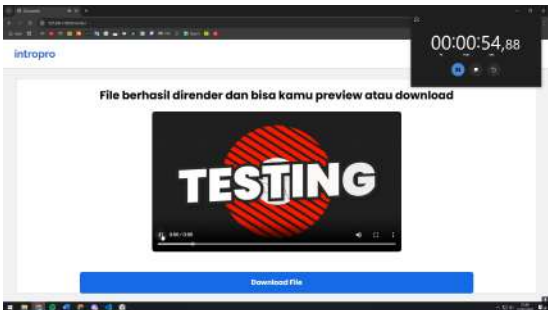 00:00:54,88
intropro
File berhasil dirender dan bisa kamu preview atau download
TESTING
Download File